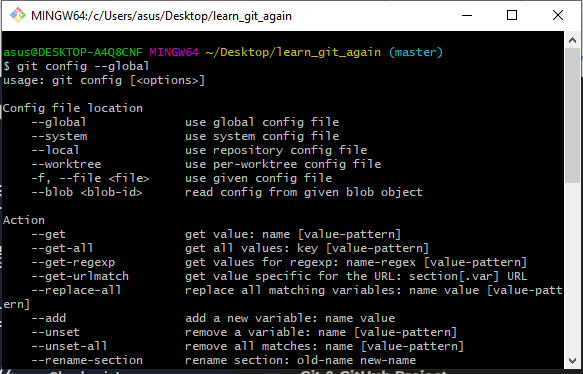 MINGW64:/c/Users/asus/Desktop/learn_git_again
asus@DESKTOP-A4Q8CNF MINGW64 ~/Desktop/learn_git_again (master)
$ git config --global
usage: git config [<options>]
Config file location
--global use global config file
--system use system config file
--local use repository config file
--worktree use per-worktree config file
-f, --file <file> use given config file
--blob <blob-id> read config from given blob object
Action
--get get value: name [value-pattern]
--get-all get all values: key [value-pattern]
--get-regexp get values for regexp: name-regex [value-pattern]
--get-urlmatch get value specific for the URL: section[.var] URL
--replace-all replace all matching variables: name value [value-patt
ern]
--add add a new variable: name value
--unset remove a variable: name [value-pattern]
--unset-all remove all matches: name [value-pattern]
--rename-section rename section: old-name new-name
Git & GitHub Project